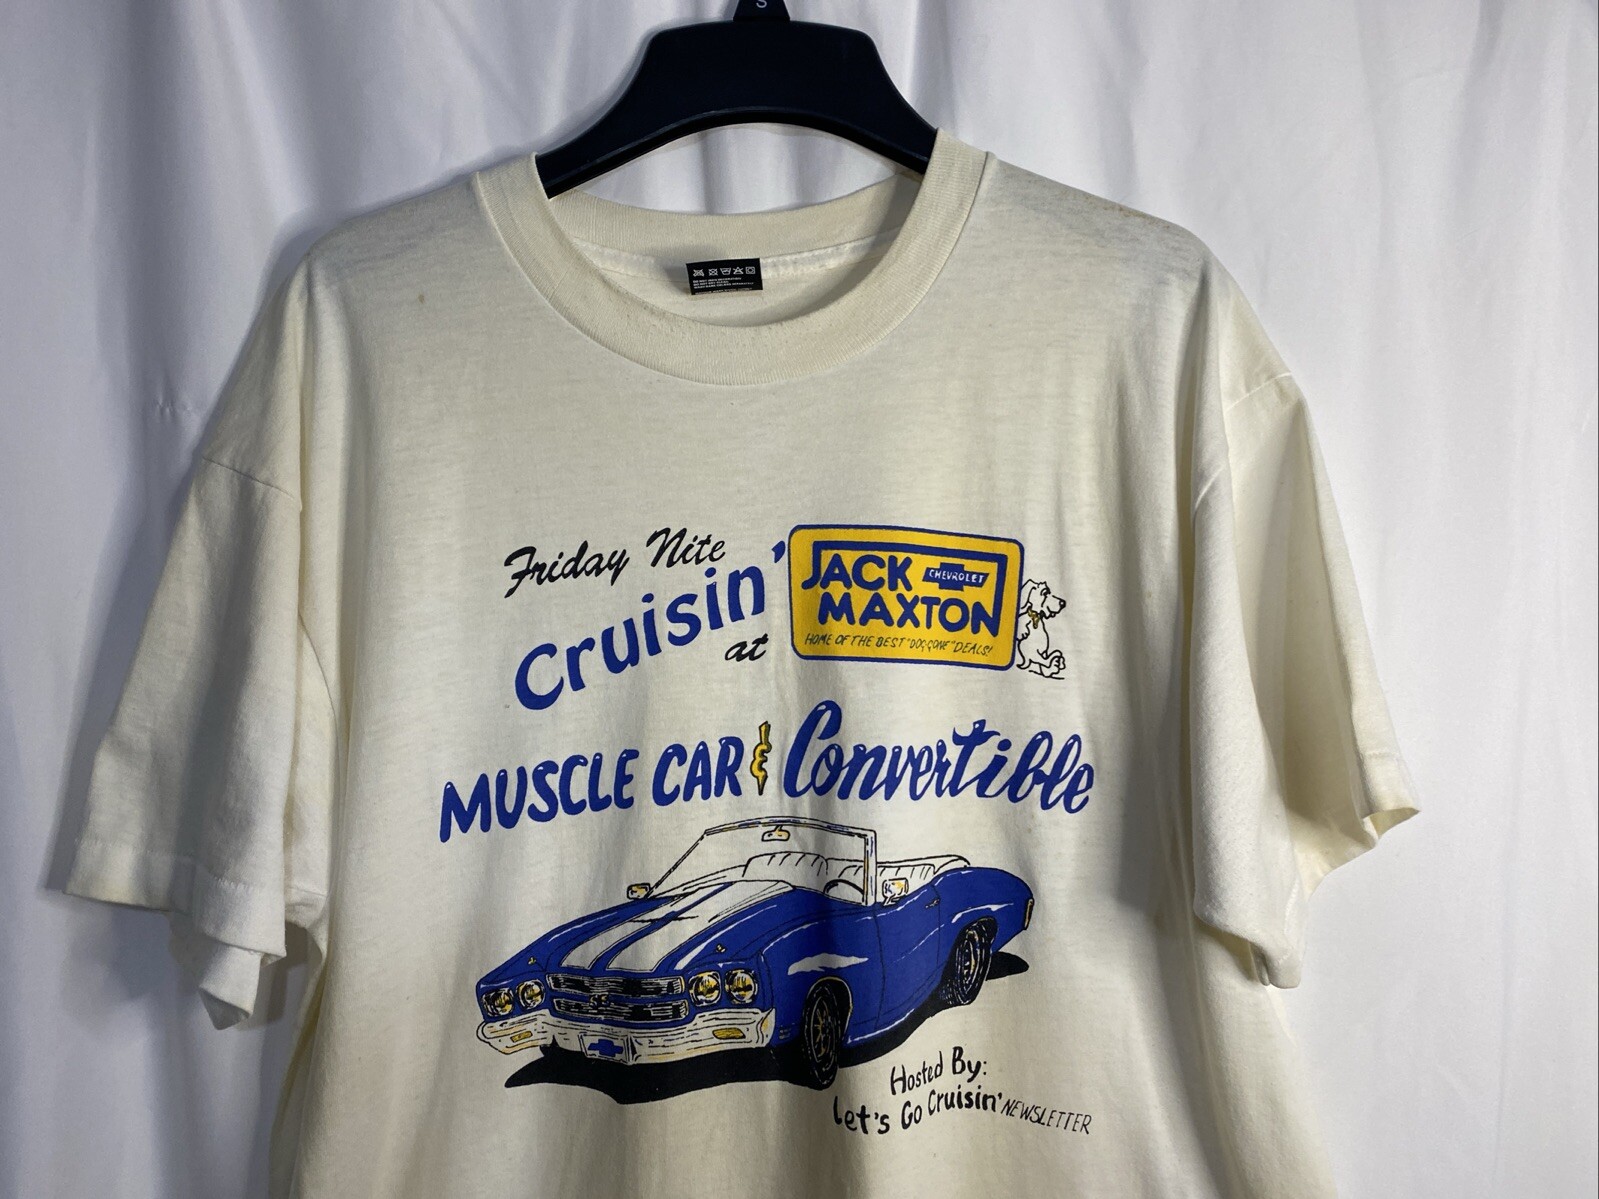 S
Friday Nite
Cruisin'
at
JACK CHEVROLET
MAXTON
HOME OF THE BEST "DOG-GONE" DEALS!
MUSCLE CAR & Convertible
SS
Hosted By:
Let's Go Cruisin' NEWSLETTER